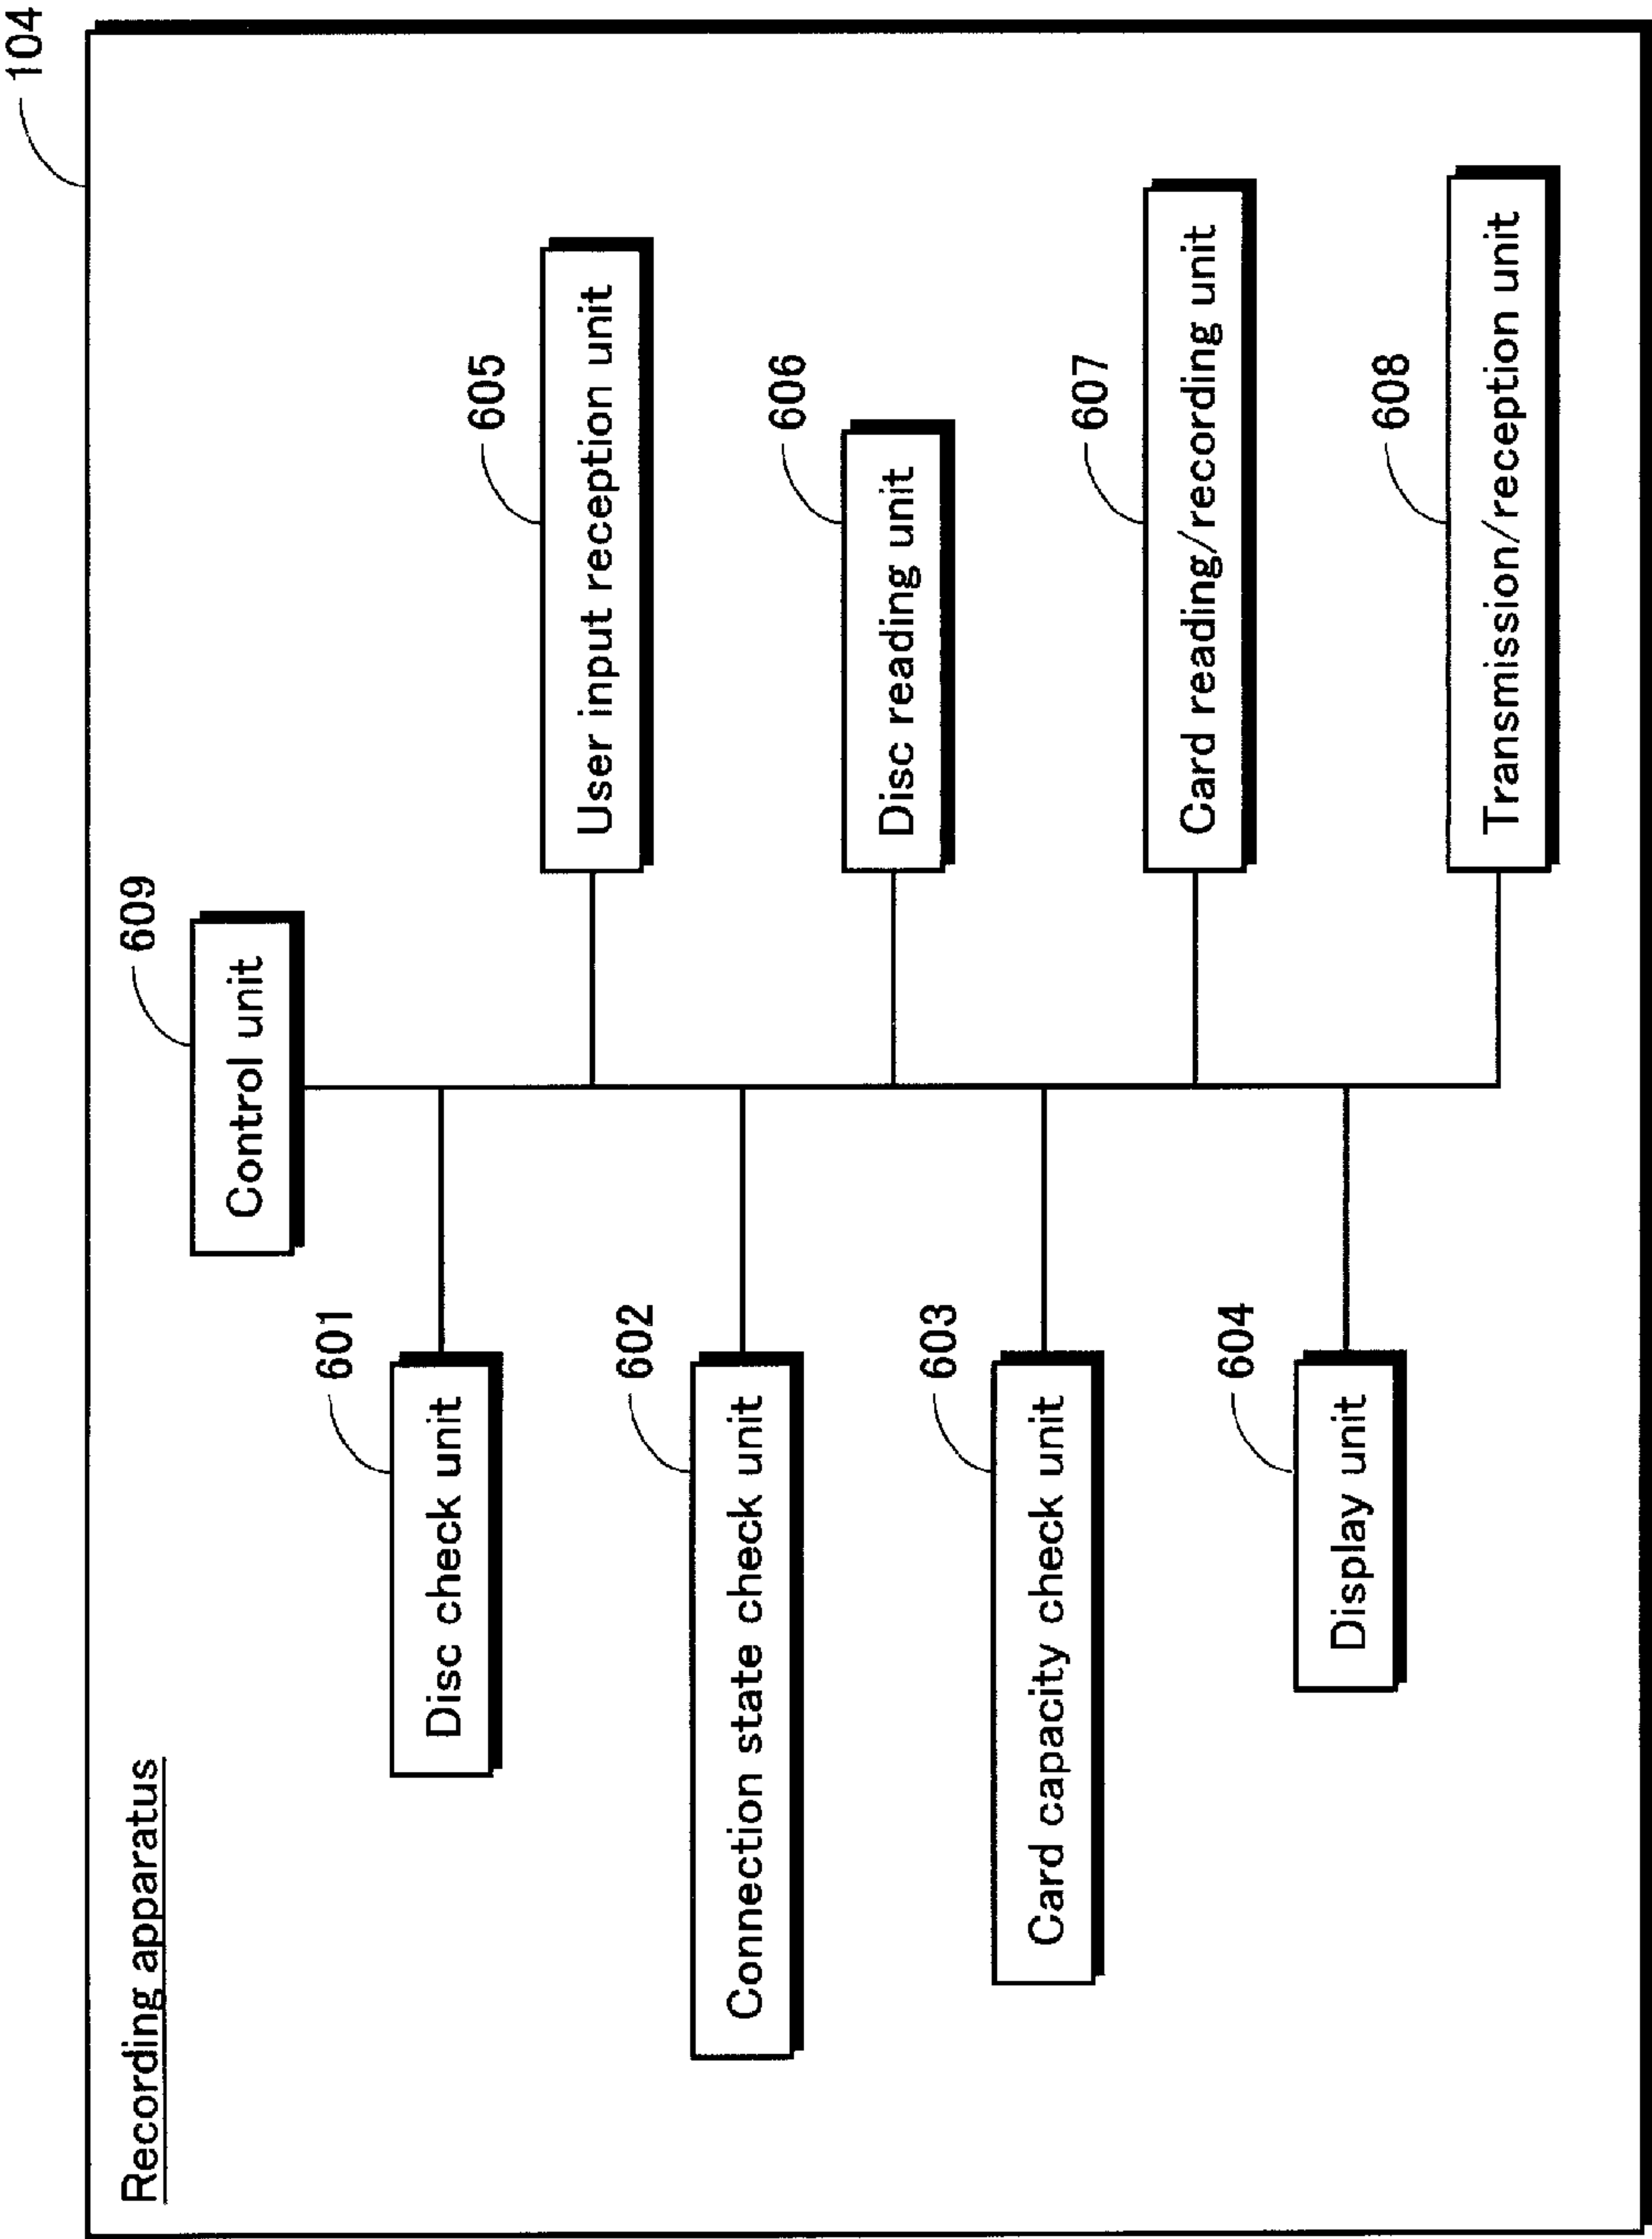 104
Recording apparatus
609
Control unit
601
Disc check unit
605
User input reception unit
602
Connection state check unit
606
Disc reading unit
603
Card capacity check unit
607
Card reading/recording unit
604
Display unit
608
Transmission/reception unit